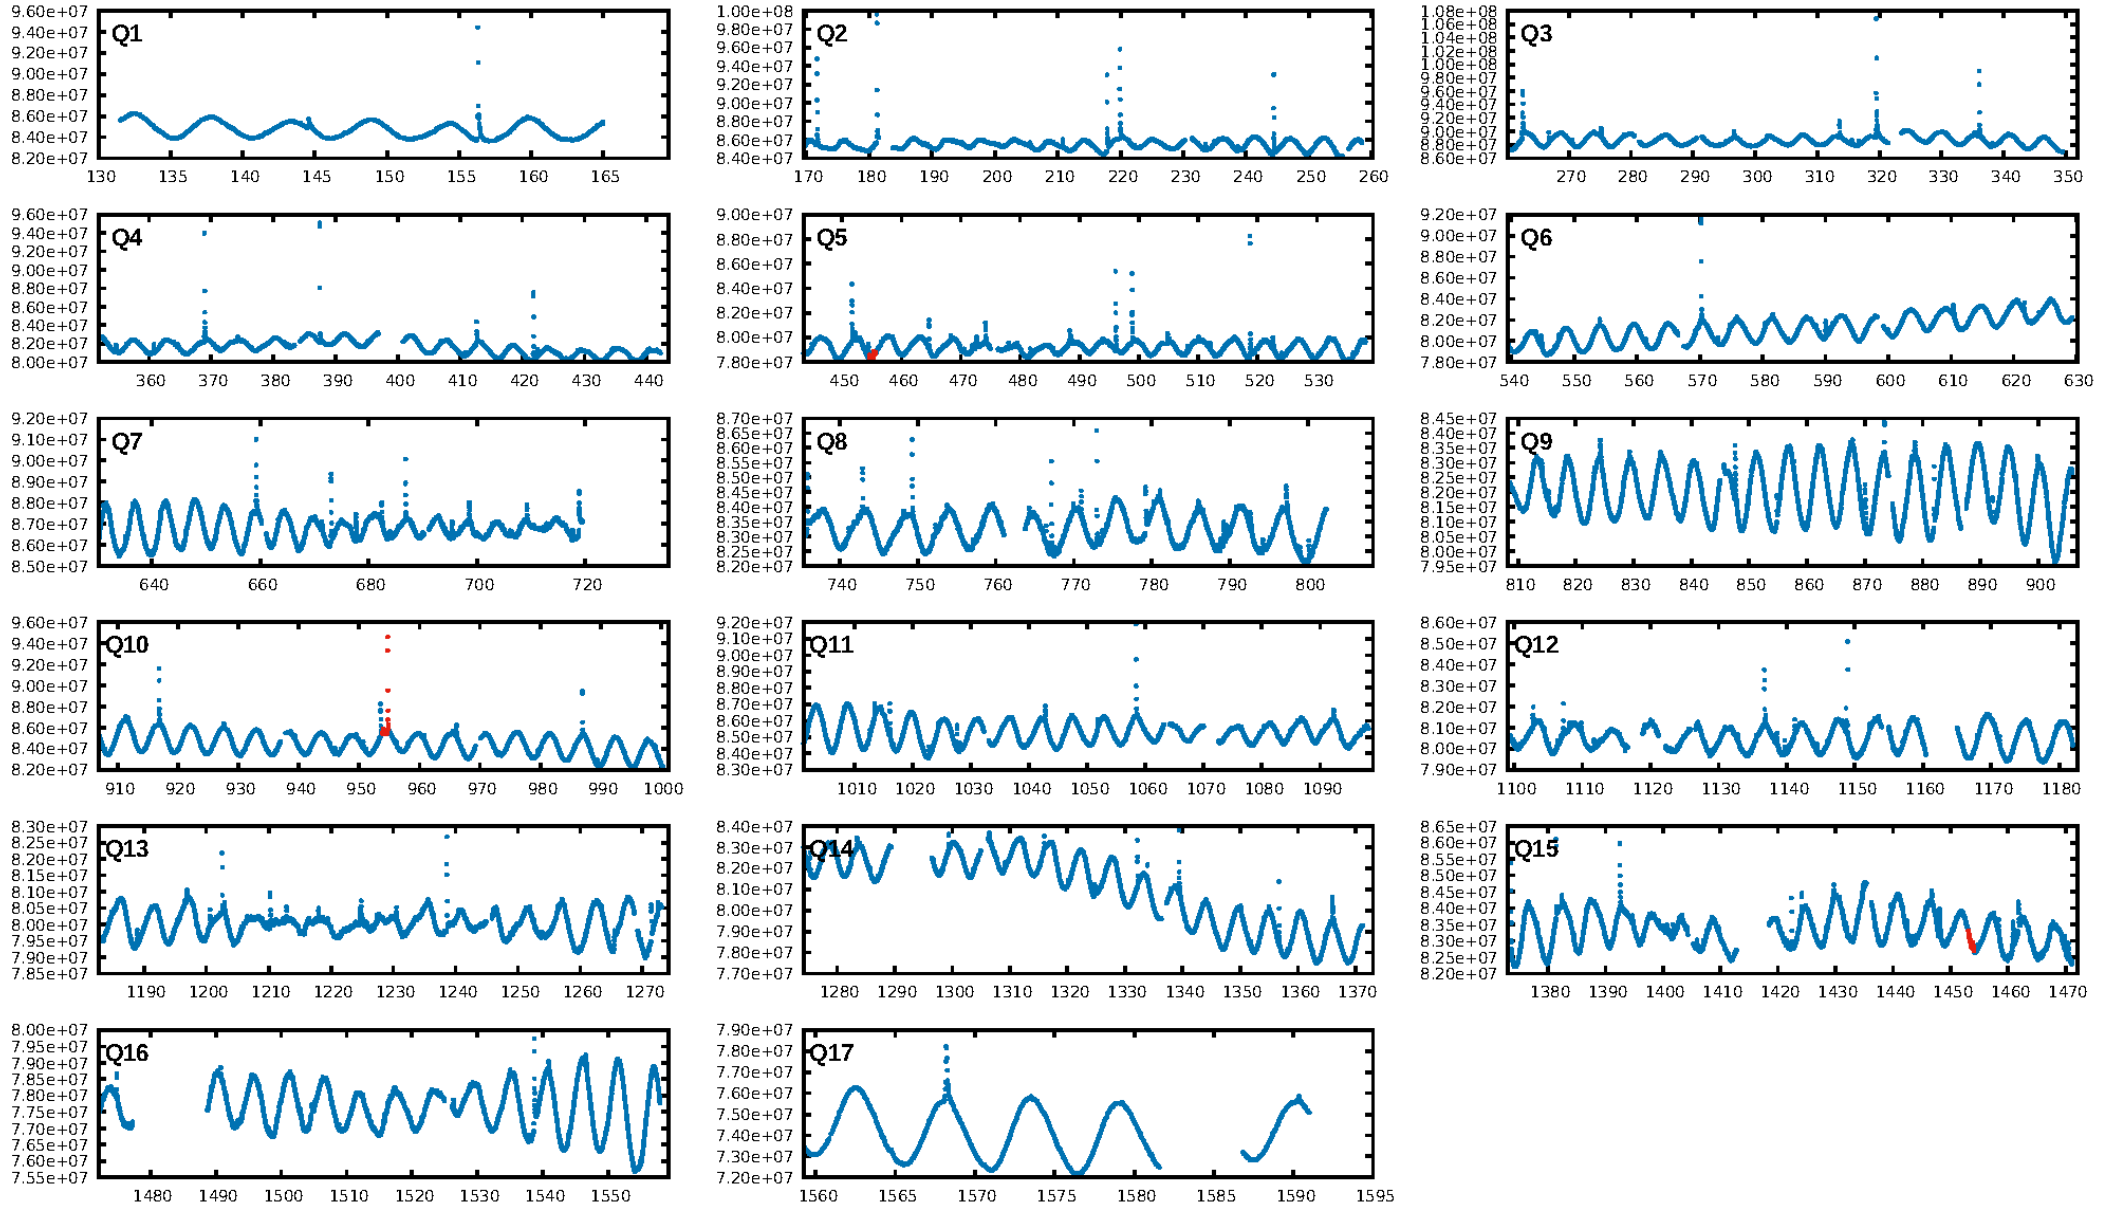 Q1
9.60e+07
9.40e+07
9.20e+07
9.00e+07
8.80e+07
8.60e+07
8.40e+07
8.20e+07
130 135 140 145 150 155 160 165
Q2
1.00e+08
9.80e+07
9.60e+07
9.40e+07
9.20e+07
9.00e+07
8.80e+07
8.60e+07
8.40e+07
170 180 190 200 210 220 230 240 250 260
Q3
1.08e+08
1.06e+08
1.04e+08
1.02e+08
1.00e+08
9.80e+07
9.60e+07
9.40e+07
9.20e+07
9.00e+07
8.80e+07
8.60e+07
270 280 290 300 310 320 330 340 350
Q4
9.60e+07
9.40e+07
9.20e+07
9.00e+07
8.80e+07
8.60e+07
8.40e+07
8.20e+07
8.00e+07
360 370 380 390 400 410 420 430 440
Q5
9.00e+07
8.80e+07
8.60e+07
8.40e+07
8.20e+07
8.00e+07
7.80e+07
450 460 470 480 490 500 510 520 530
Q6
9.20e+07
9.00e+07
8.80e+07
8.60e+07
8.40e+07
8.20e+07
8.00e+07
7.80e+07
540 550 560 570 580 590 600 610 620 630
Q7
9.20e+07
9.10e+07
9.00e+07
8.90e+07
8.80e+07
8.70e+07
8.60e+07
8.50e+07
640 660 680 700 720
Q8
8.70e+07
8.65e+07
8.60e+07
8.55e+07
8.50e+07
8.45e+07
8.40e+07
8.35e+07
8.30e+07
8.25e+07
8.20e+07
740 750 760 770 780 790 800
Q9
8.45e+07
8.40e+07
8.35e+07
8.30e+07
8.25e+07
8.20e+07
8.15e+07
8.10e+07
8.05e+07
8.00e+07
7.95e+07
810 820 830 840 850 860 870 880 890 900
Q10
9.60e+07
9.40e+07
9.20e+07
9.00e+07
8.80e+07
8.60e+07
8.40e+07
8.20e+07
910 920 930 940 950 960 970 980 990 1000
Q11
9.20e+07
9.10e+07
9.00e+07
8.90e+07
8.80e+07
8.70e+07
8.60e+07
8.50e+07
8.40e+07
8.30e+07
1010 1020 1030 1040 1050 1060 1070 1080 1090
Q12
8.60e+07
8.50e+07
8.40e+07
8.30e+07
8.20e+07
8.10e+07
8.00e+07
7.90e+07
1100 1110 1120 1130 1140 1150 1160 1170 1180
Q13
8.30e+07
8.25e+07
8.20e+07
8.15e+07
8.10e+07
8.05e+07
8.00e+07
7.95e+07
7.90e+07
7.85e+07
1190 1200 1210 1220 1230 1240 1250 1260 1270
Q14
8.40e+07
8.30e+07
8.20e+07
8.10e+07
8.00e+07
7.90e+07
7.80e+07
7.70e+07
1280 1290 1300 1310 1320 1330 1340 1350 1360 1370
Q15
8.65e+07
8.60e+07
8.55e+07
8.50e+07
8.45e+07
8.40e+07
8.35e+07
8.30e+07
8.25e+07
8.20e+07
1380 1390 1400 1410 1420 1430 1440 1450 1460 1470
Q16
8.00e+07
7.95e+07
7.90e+07
7.85e+07
7.80e+07
7.75e+07
7.70e+07
7.65e+07
7.60e+07
7.55e+07
1480 1490 1500 1510 1520 1530 1540 1550
Q17
7.90e+07
7.80e+07
7.70e+07
7.60e+07
7.50e+07
7.40e+07
7.30e+07
7.20e+07
1560 1565 1570 1575 1580 1585 1590 1595